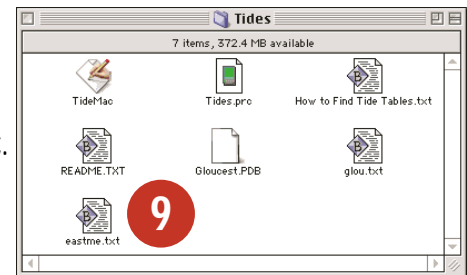 Tides
7 items, 372.4 MB available
TideMac
Tides.prc
How to Find Tide Tables.txt
README.TXT
Gloucest.PDB
glou.txt
eastme.txt
9